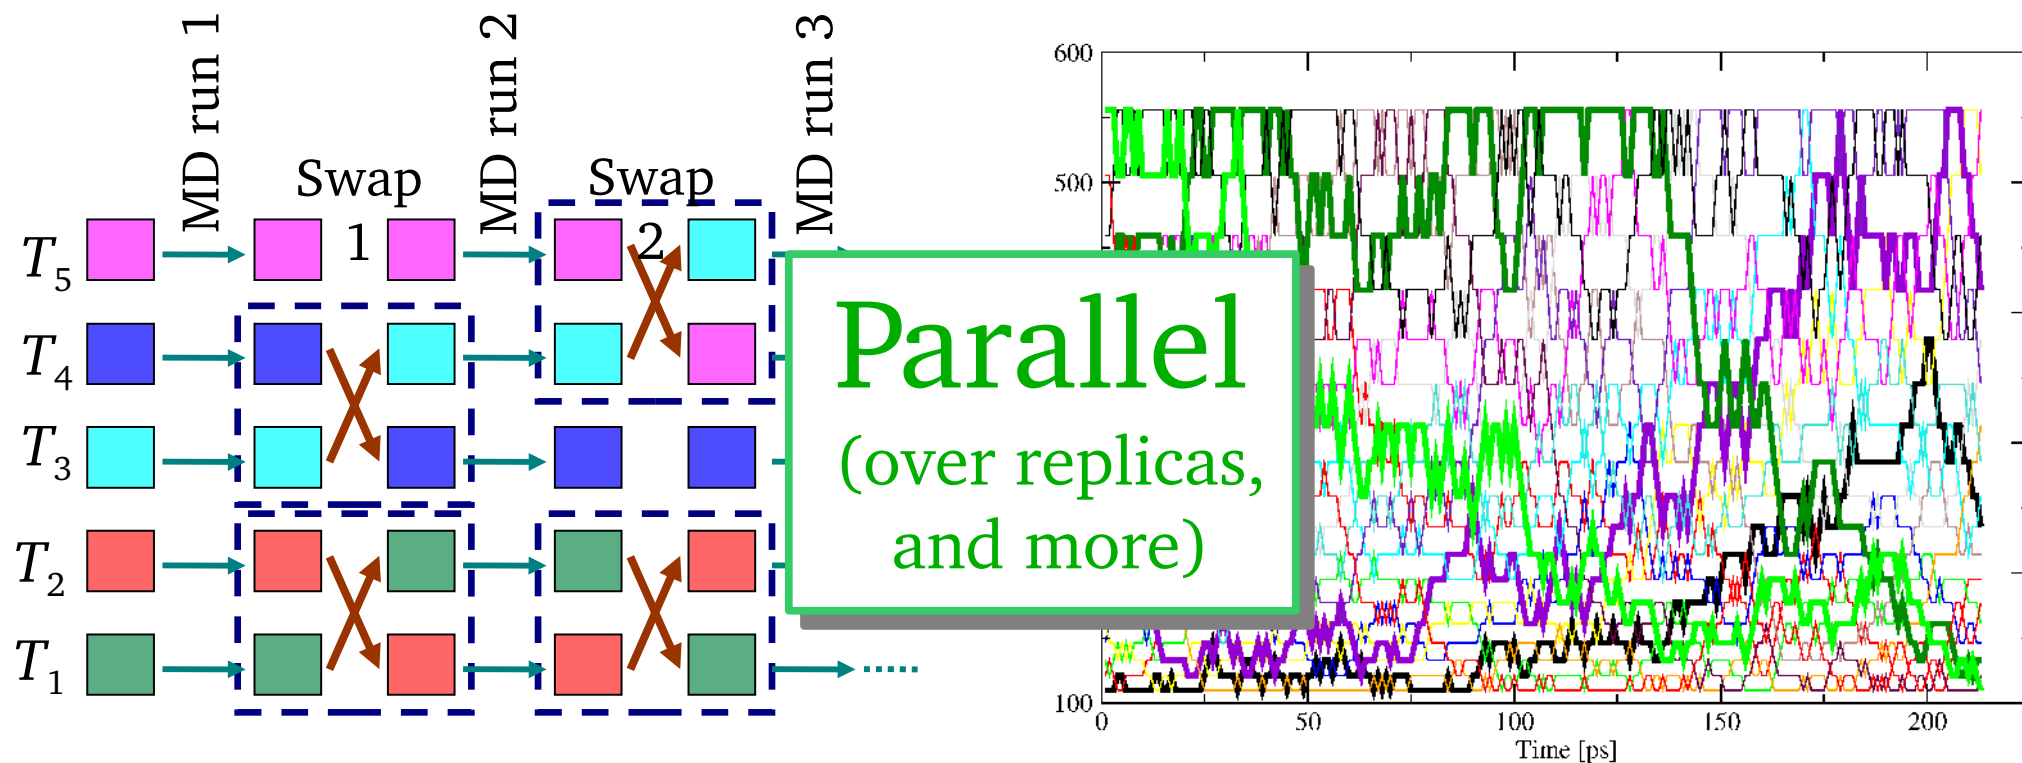 MD run 1
MD run 2
MD run 3
Swap
1
Swap
2
T5
T4
T3
T2
T1
Parallel
(over replicas,
and more)
600
500
100
0 50 100 150 200
Time [ps]